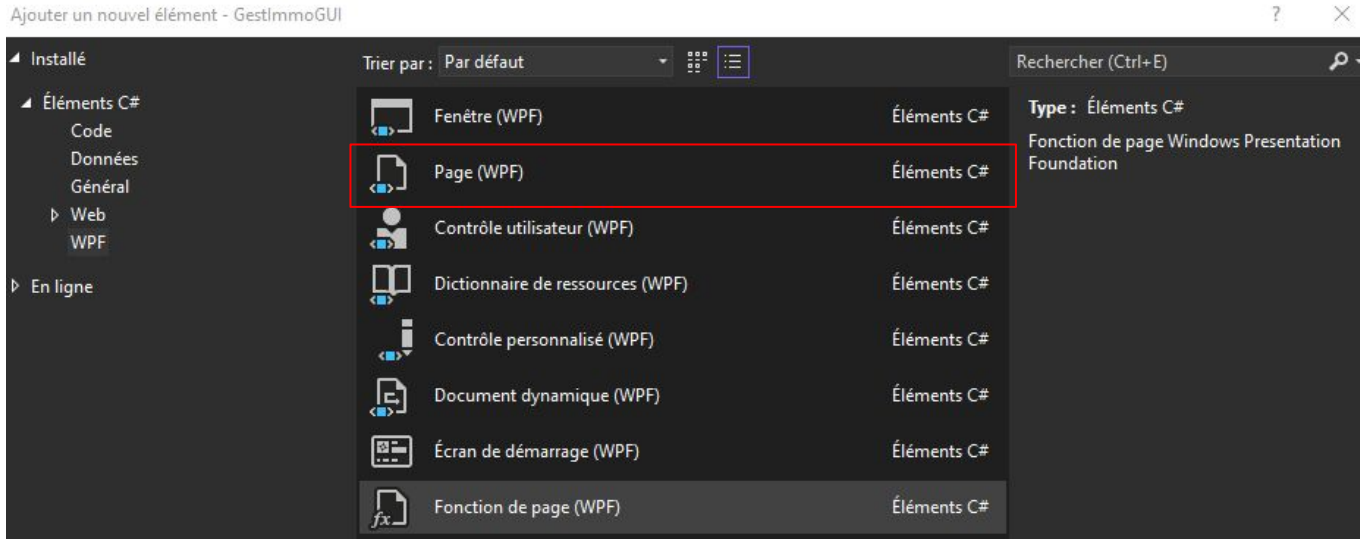 Ajouter un nouvel élément - GestImmoGUI
?
Installé
Éléments C#
Code
Données
Général
Web
WPF
En ligne
Trier par : Par défaut
Fenêtre (WPF) Éléments C#
Page (WPF) Éléments C#
Contrôle utilisateur (WPF) Éléments C#
Dictionnaire de ressources (WPF) Éléments C#
Contrôle personnalisé (WPF) Éléments C#
Document dynamique (WPF) Éléments C#
Écran de démarrage (WPF) Éléments C#
Fonction de page (WPF) Éléments C#
Rechercher (Ctrl+E)
Type : Éléments C#
Fonction de page Windows Presentation
Foundation